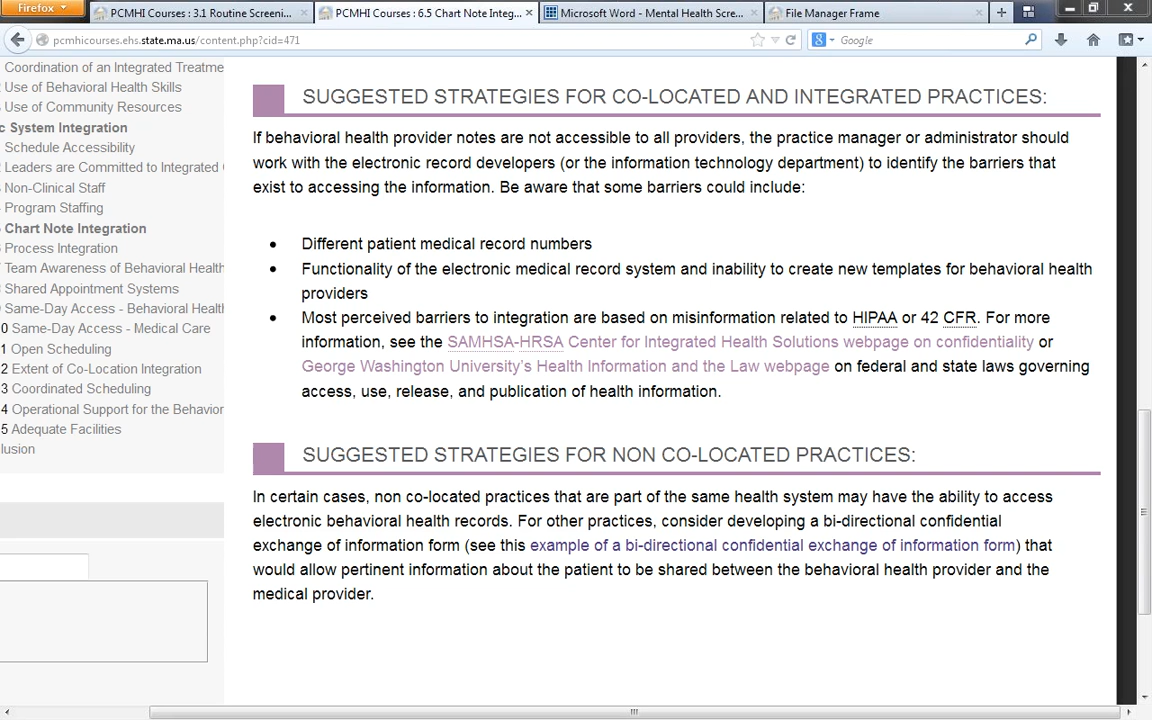 Firefox
PCMHI Courses : 3.1 Routine Screeni...
PCMHI Courses : 6.5 Chart Note Integ...
Microsoft Word - Mental Health Scre...
File Manager Frame
pcmhicourses.ehs.state.ma.us/content.php?cid=471
Google
Coordination of an Integrated Treatme
Use of Behavioral Health Skills
Use of Community Resources
c System Integration
Schedule Accessibility
Leaders are Committed to Integrated
Non-Clinical Staff
Program Staffing
Chart Note Integration
Process Integration
Team Awareness of Behavioral Health
Shared Appointment Systems
Same-Day Access - Behavioral Healt
0 Same-Day Access - Medical Care
1 Open Scheduling
2 Extent of Co-Location Integration
3 Coordinated Scheduling
4 Operational Support for the Behavior
5 Adequate Facilities
lusion
SUGGESTED STRATEGIES FOR CO-LOCATED AND INTEGRATED PRACTICES:
If behavioral health provider notes are not accessible to all providers, the practice manager or administrator should
work with the electronic record developers (or the information technology department) to identify the barriers that
exist to accessing the information. Be aware that some barriers could include:
• Different patient medical record numbers
• Functionality of the electronic medical record system and inability to create new templates for behavioral health
providers
• Most perceived barriers to integration are based on misinformation related to HIPAA or 42 CFR. For more
information, see the SAMHSA-HRSA Center for Integrated Health Solutions webpage on confidentiality or
George Washington University's Health Information and the Law webpage on federal and state laws governing
access, use, release, and publication of health information.
SUGGESTED STRATEGIES FOR NON CO-LOCATED PRACTICES:
In certain cases, non co-located practices that are part of the same health system may have the ability to access
electronic behavioral health records. For other practices, consider developing a bi-directional confidential
exchange of information form (see this example of a bi-directional confidential exchange of information form) that
would allow pertinent information about the patient to be shared between the behavioral health provider and the
medical provider.